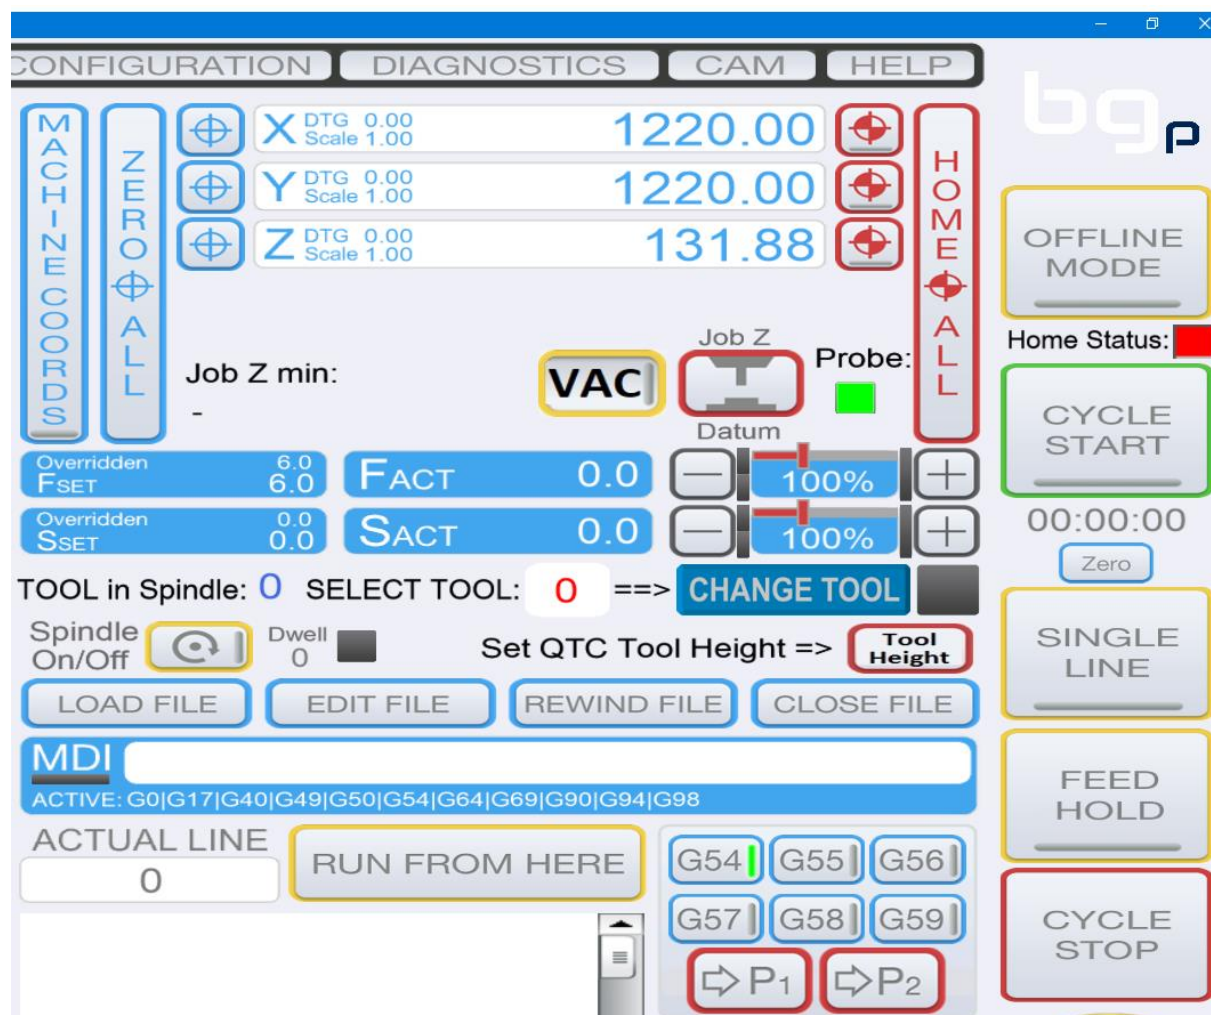 CONFIGURATION DIAGNOSTICS CAM HELP
bgp
MACHINE COORDS
ZERO ALL
X DTG 0.00 Scale 1.00 1220.00
Y DTG 0.00 Scale 1.00 1220.00
Z DTG 0.00 Scale 1.00 131.88
HOME ALL
OFFLINE
MODE
Home Status:
Job Z min:
-
VAC
Job Z
Datum
Probe:
CYCLE
START
Overridden 6.0
FSET 6.0
FACT 0.0
100%
Overridden 0.0
SSET 0.0
SACT 0.0
100%
00:00:00
Zero
TOOL in Spindle: 0 SELECT TOOL: 0 ==> CHANGE TOOL
Spindle
On/Off
Dwell
0
Set QTC Tool Height =>
Tool
Height
SINGLE
LINE
LOAD FILE EDIT FILE REWIND FILE CLOSE FILE
MDI
ACTIVE: G0|G17|G40|G49|G50|G54|G64|G69|G90|G94|G98
FEED
HOLD
ACTUAL LINE
0
RUN FROM HERE
G54 G55 G56
G57 G58 G59
P1 P2
CYCLE
STOP